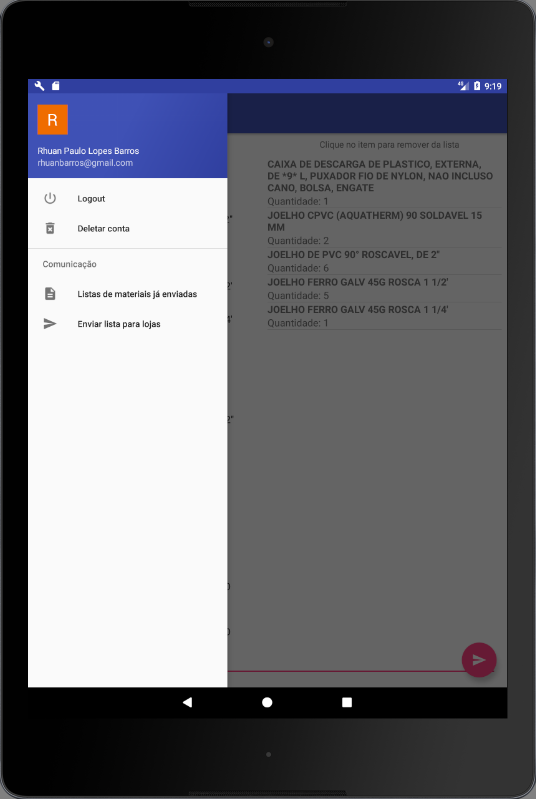 9:19
R
Rhuan Paulo Lopes Barros
rhuanbarros@gmail.com
Logout
Deletar conta
Comunicação
Listas de materiais já enviadas
Enviar lista para lojas
Clique no item para remover da lista
CAIXA DE DESCARGA DE PLASTICO, EXTERNA,
DE *9* L, PUXADOR FIO DE NYLON, NAO INCLUSO
CANO, BOLSA, ENGATE
Quantidade: 1
JOELHO CPVC (AQUATHERM) 90 SOLDAVEL 15
MM
Quantidade: 2
JOELHO DE PVC 90° ROSCAVEL, DE 2"
Quantidade: 6
JOELHO FERRO GALV 45G ROSCA 1 1/2'
Quantidade: 5
JOELHO FERRO GALV 45G ROSCA 1 1/4'
Quantidade: 1